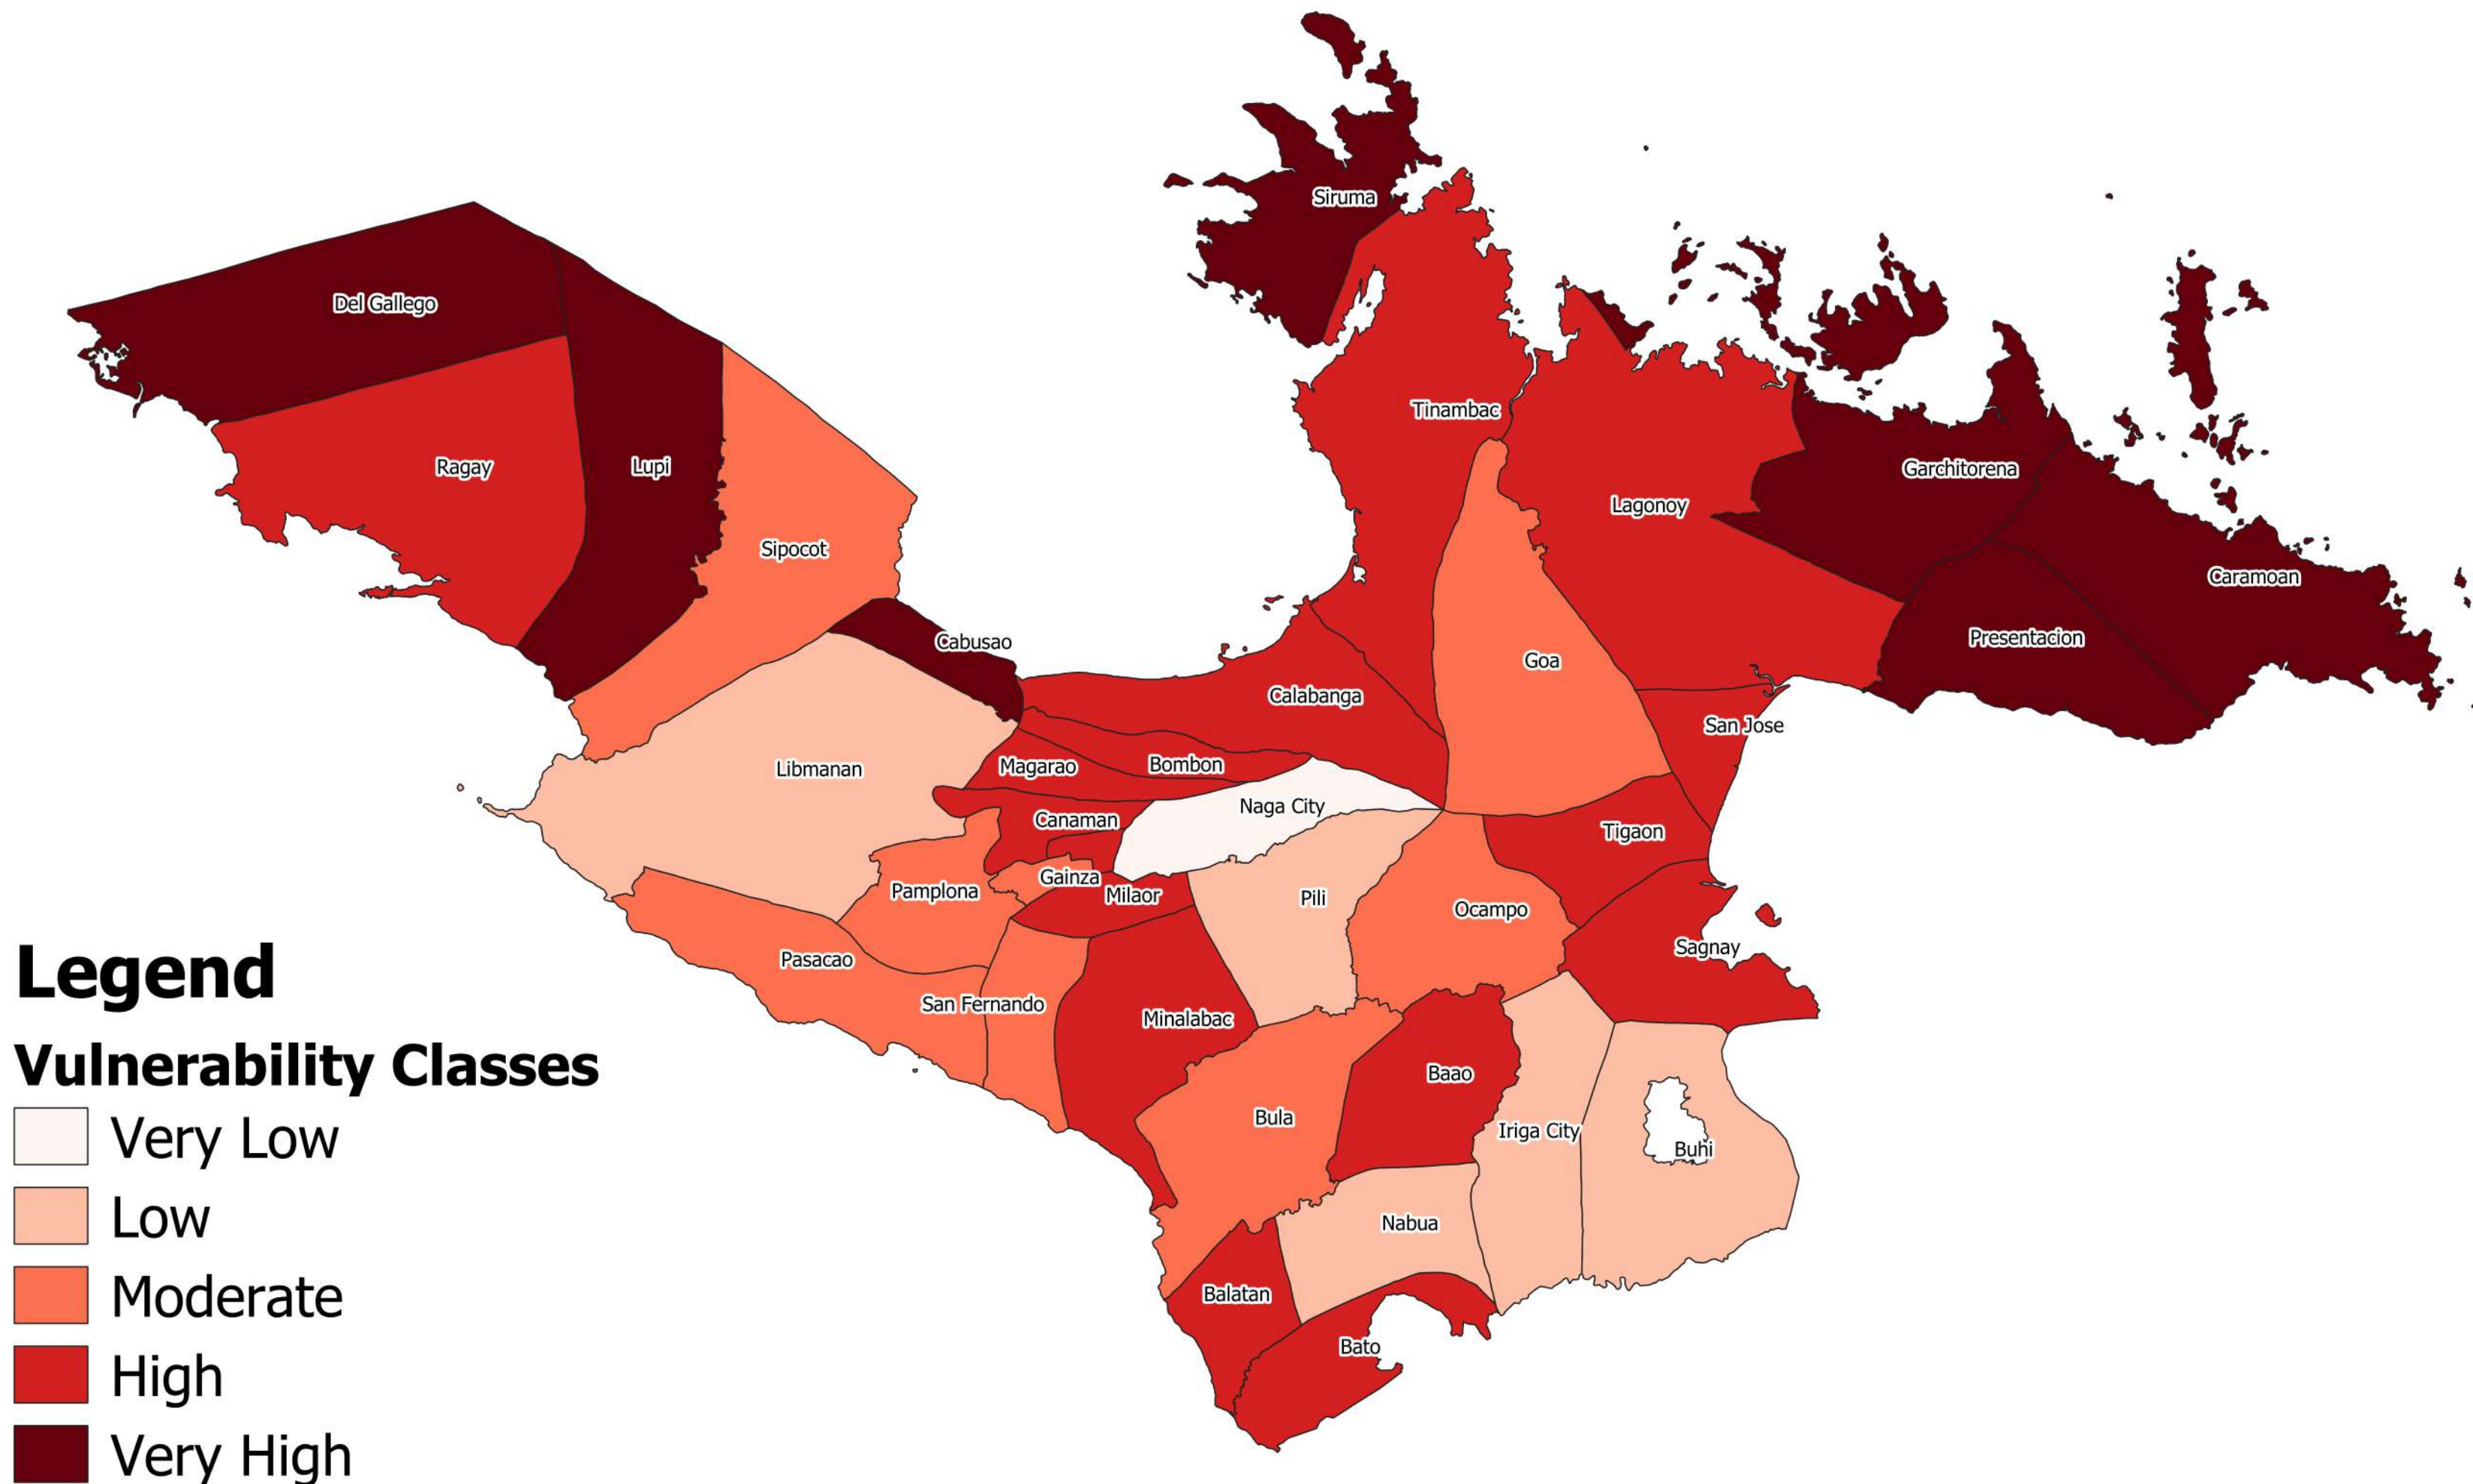 Siruma
Del Gallego
Tinambac
Ragay
Lupi
Garchitorena
Lagonoy
Sipocot
Caramoan
Cabusao
Presentacion
Goa
Calabanga
San Jose
Libmanan
Magarao
Bombon
Naga City
Canaman
Tigaon
Gainza
Pamplona
Milaor
Pili
Ocampo
Sagnay
Pasacao
San Fernando
Minalabac
Baao
Bula
Iriga City
Buhi
Nabua
Balatan
Bato
Legend
Vulnerability Classes
Very Low
Low
Moderate
High
Very High